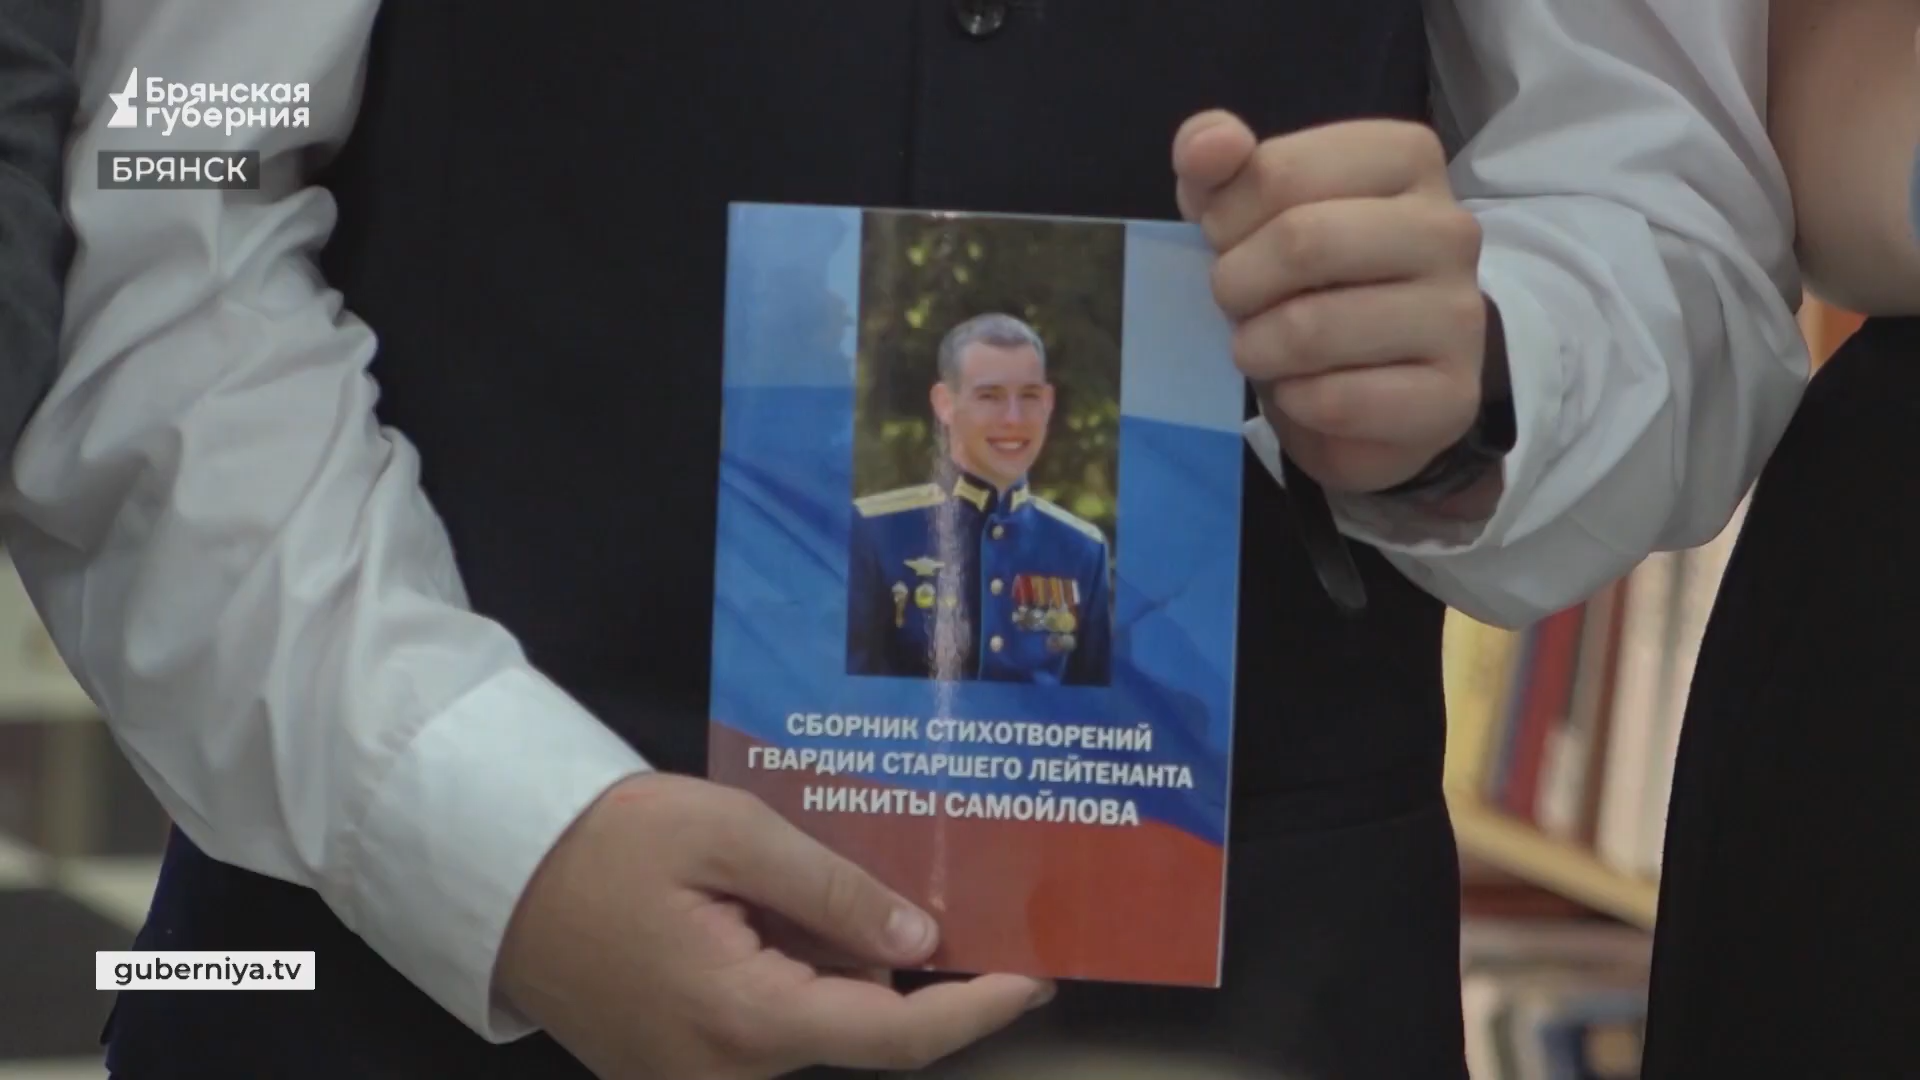 Брянская
губерния
БРЯНСК
СБОРНИК СТИХОТВОРЕНИЙ
ГВАРДИИ СТАРШЕГО ЛЕЙТЕНАНТА
НИКИТЫ САМОЙЛОВА
guberniya.tv